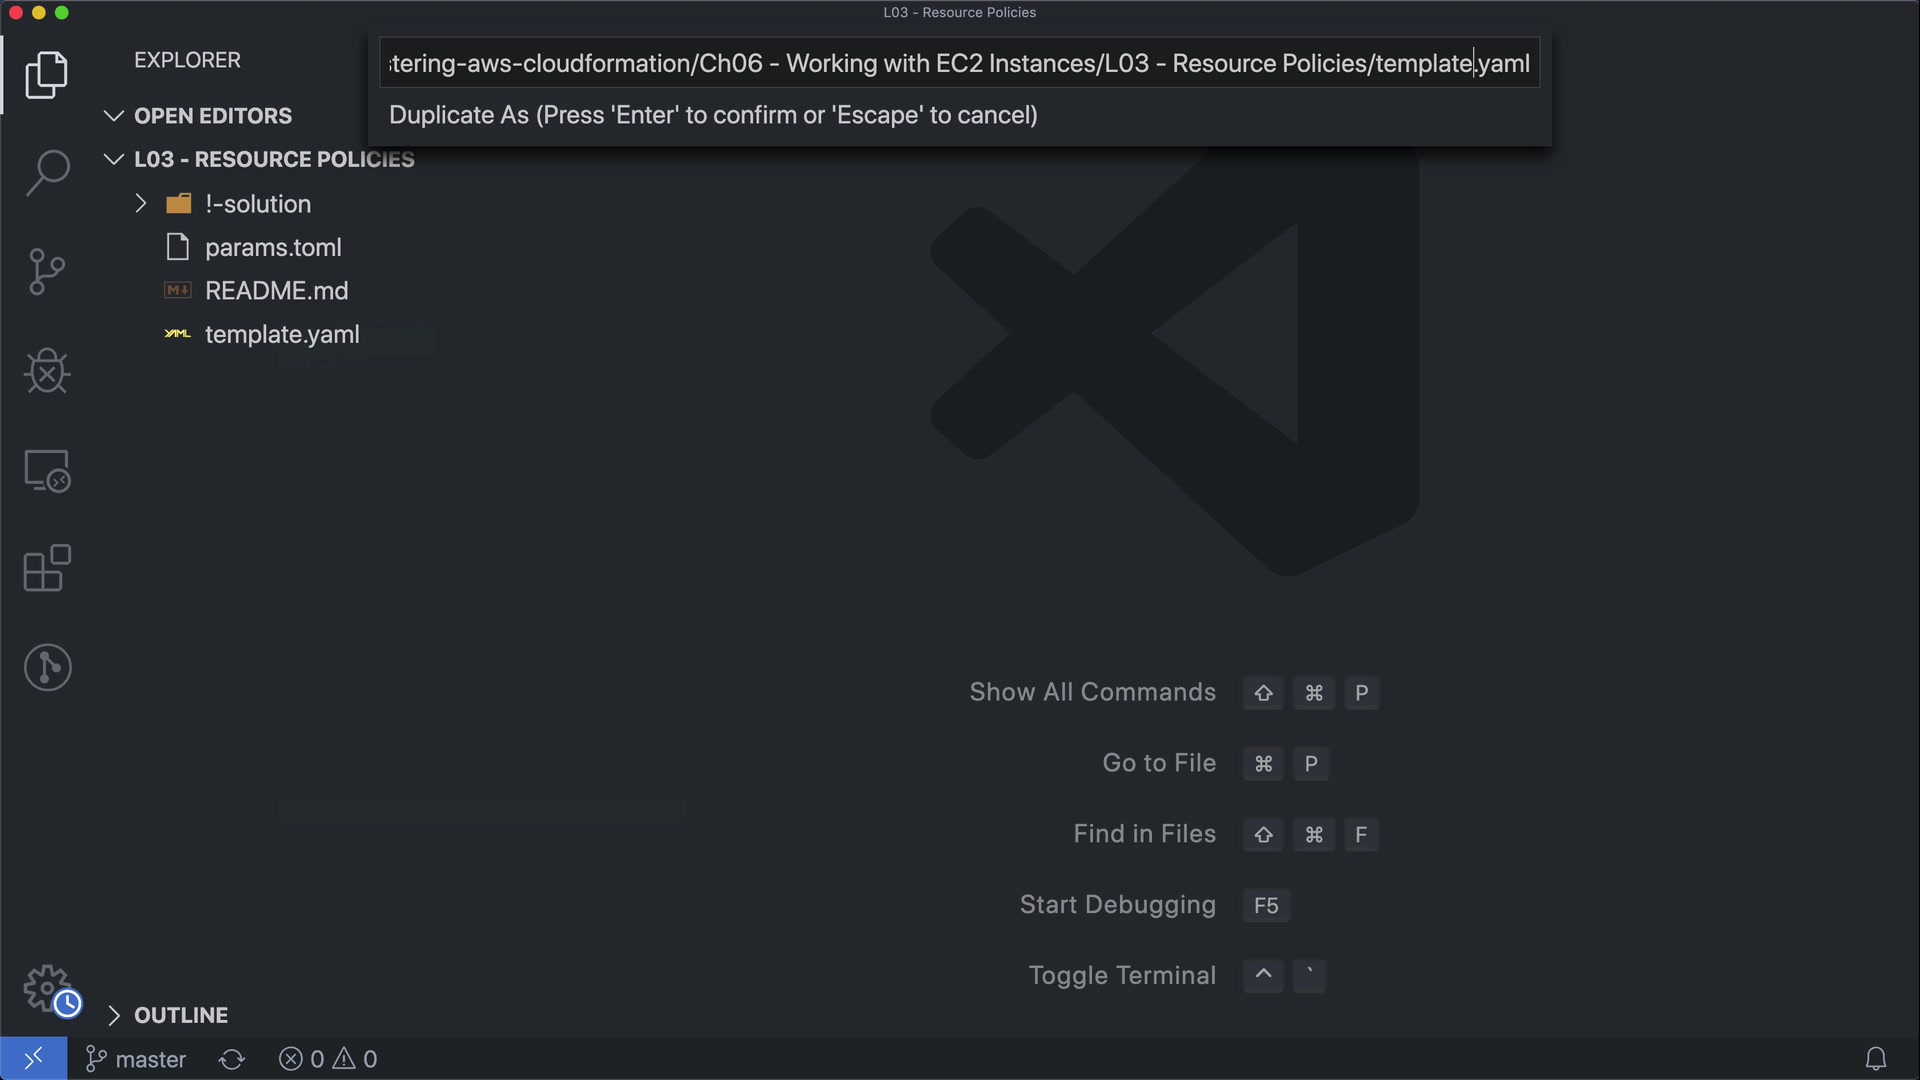 L03 - Resource Policies
EXPLORER
tering-aws-cloudformation/Ch06 - Working with EC2 Instances/L03 - Resource Policies/template.yaml
Duplicate As (Press 'Enter' to confirm or 'Escape' to cancel)
OPEN EDITORS
L03 - RESOURCE POLICIES
!-solution
params.toml
M README.md
YAML template.yaml
Show All Commands ⇧ ⌘ P
Go to File ⌘ P
Find in Files ⇧ ⌘ F
Start Debugging F5
Toggle Terminal ^ `
OUTLINE
master 0 0